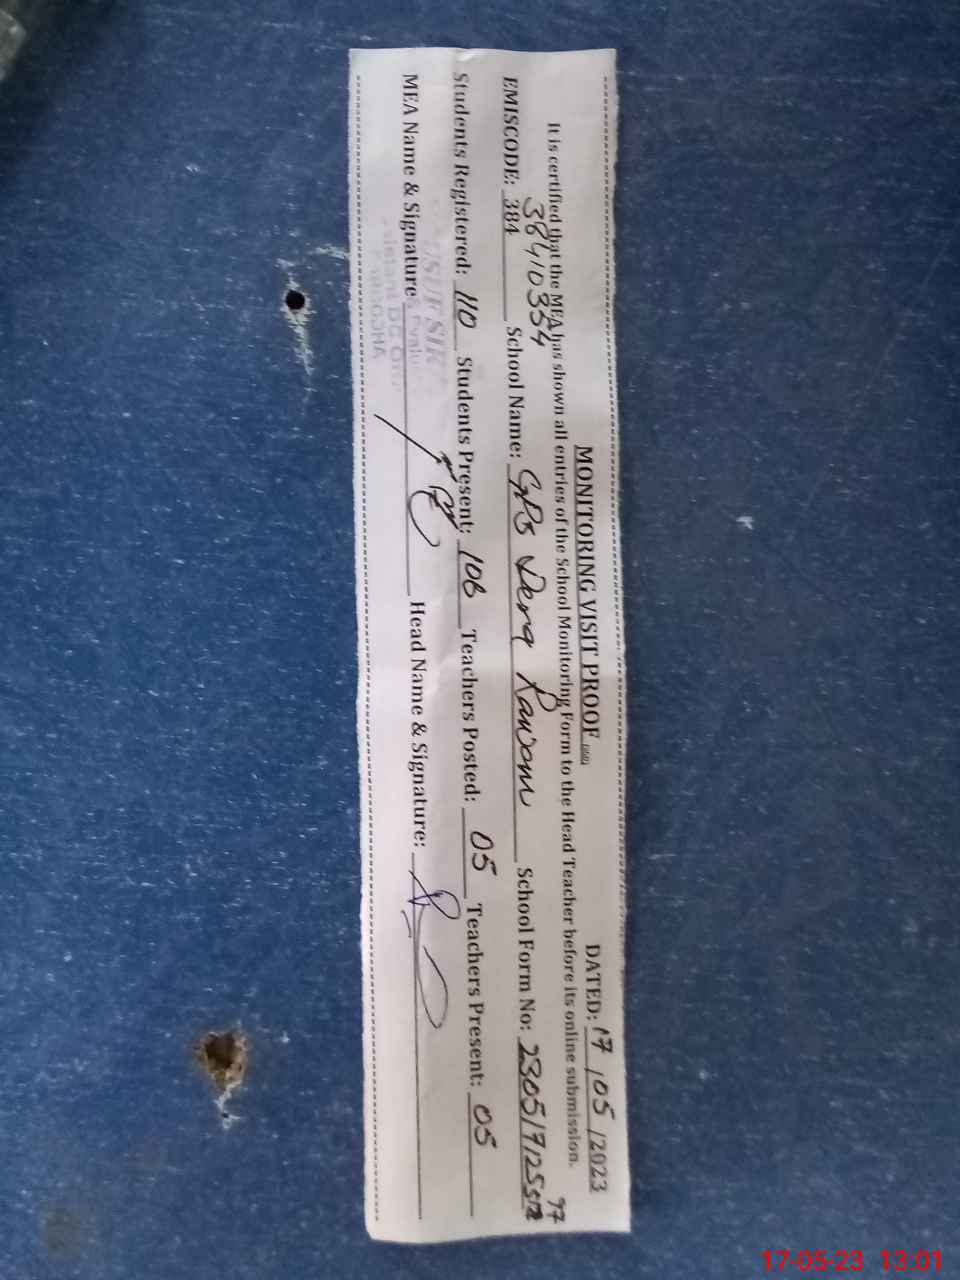 MONITORING VISIT PROOF
DATED: 17/05/2023
It is certified that the MEA has shown all entries of the School Monitoring Form to the Head Teacher before its online submission.
38410354
EMISCODE: 384 School Name: GPS Dera School Form No:
Students Registered: 110 Students Present: 106 Teachers Posted: 05 Teachers Present: 05
MEA Name & Signature Head Name & Signature:
17-05-23 13:01